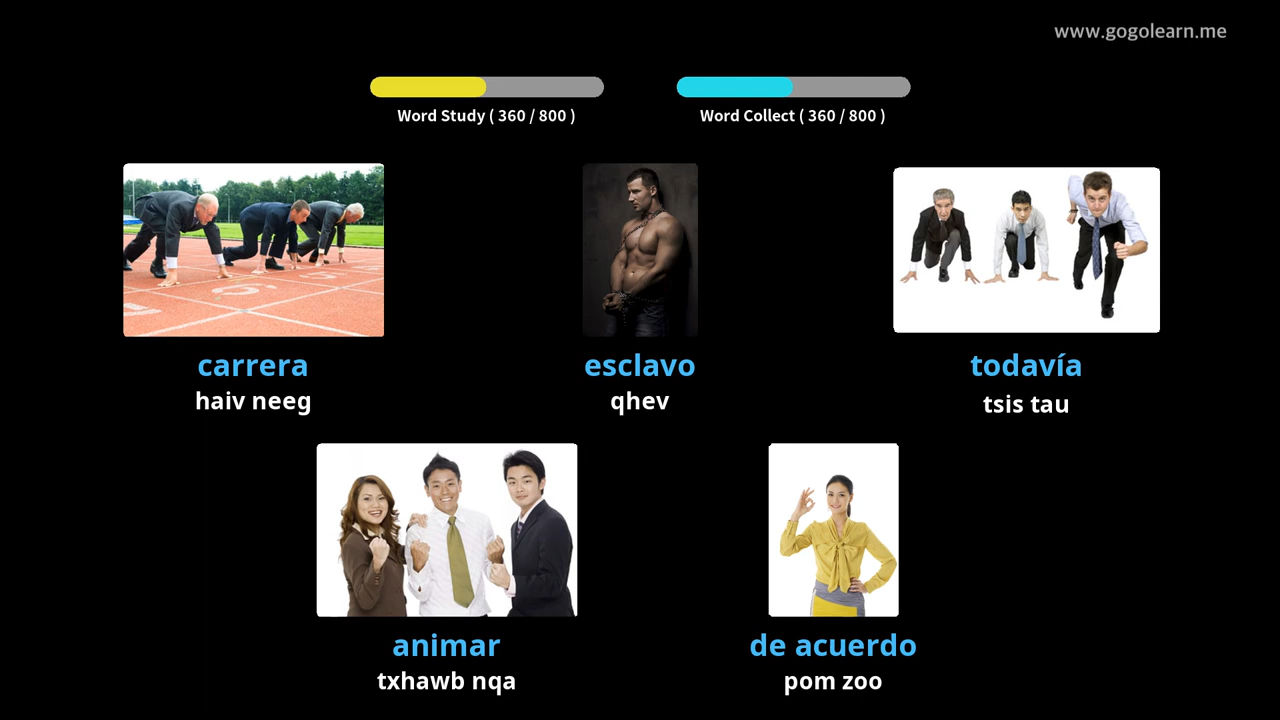 www.gogolearn.me
Word Study ( 360 / 800 )
Word Collect ( 360 / 800 )
carrera
haiv neeg
esclavo
qhev
todavía
tsis tau
animar
txhawb nqa
de acuerdo
pom zoo